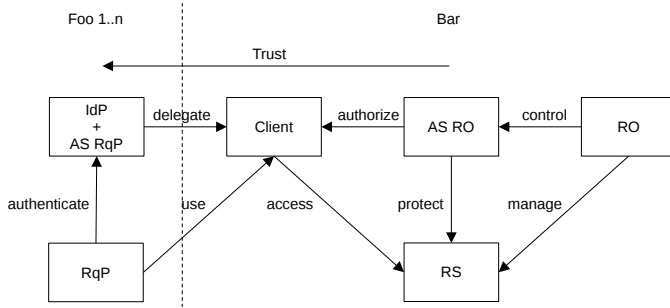 Foo 1..n
Bar
Trust
IdP
+
AS RqP
delegate
Client
authorize
AS RO
control
RO
authenticate
use
access
protect
manage
RqP
RS